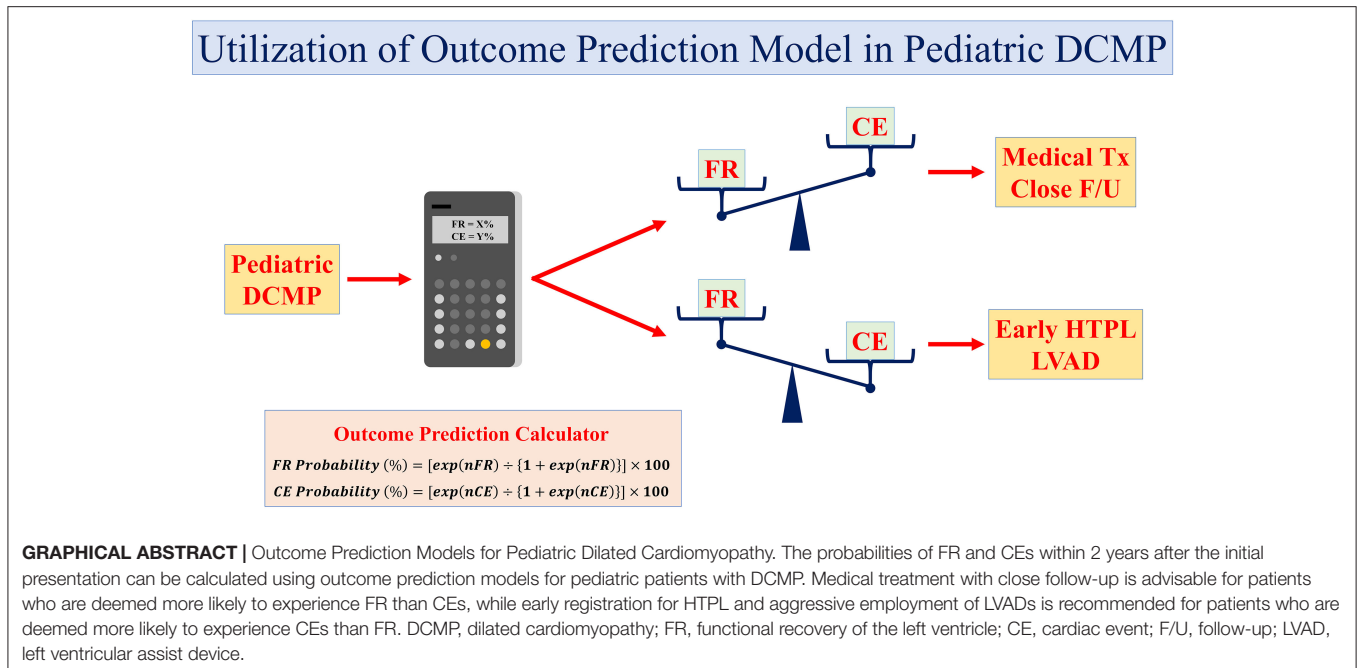 Utilization of Outcome Prediction Model in Pediatric DCMP
Pediatric
DCMP
FR = X%
CE = Y%
FR
CE
Medical Tx
Close F/U
FR
CE
Early HTPL
LVAD
Outcome Prediction Calculator
FR Probability (%) = [exp(nFR) ÷ {1 + exp(nFR)}] × 100
CE Probability (%) = [exp(nCE) ÷ {1 + exp(nCE)}] × 100
GRAPHICAL ABSTRACT | Outcome Prediction Models for Pediatric Dilated Cardiomyopathy. The probabilities of FR and CEs within 2 years after the initial
presentation can be calculated using outcome prediction models for pediatric patients with DCMP. Medical treatment with close follow-up is advisable for patients
who are deemed more likely to experience FR than CEs, while early registration for HTPL and aggressive employment of LVADs is recommended for patients who are
deemed more likely to experience CEs than FR. DCMP, dilated cardiomyopathy; FR, functional recovery of the left ventricle; CE, cardiac event; F/U, follow-up; LVAD,
left ventricular assist device.